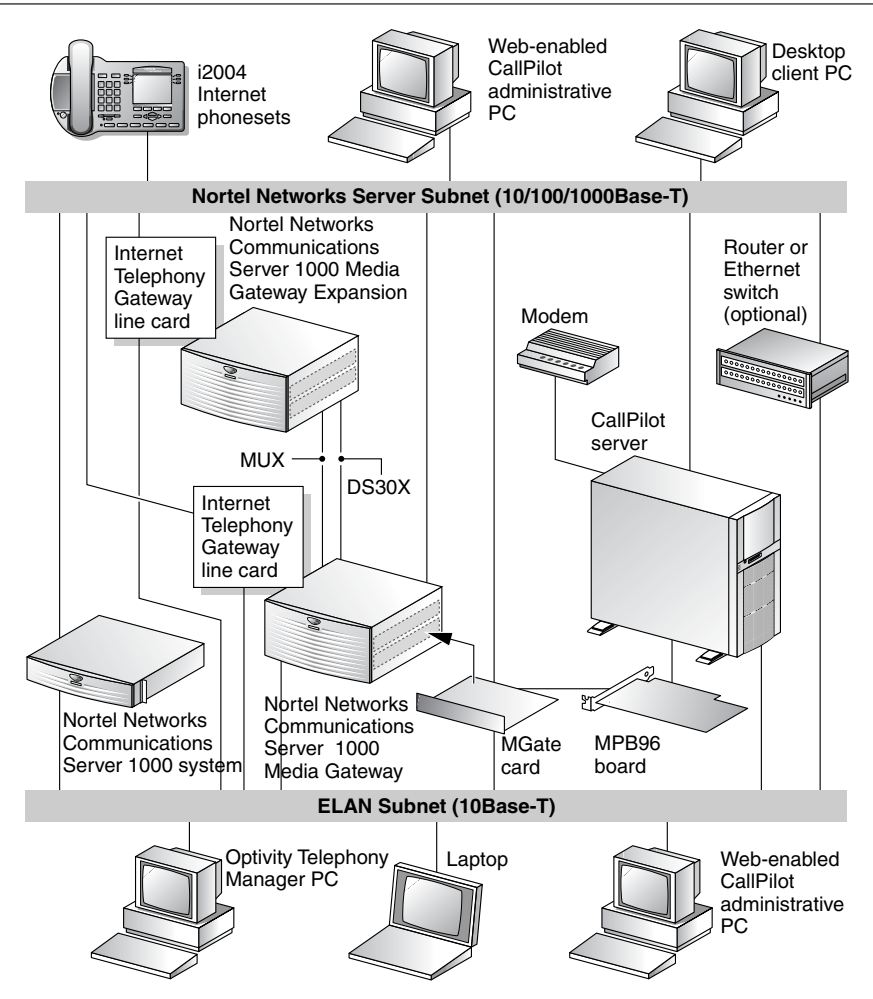 i2004
Internet
phonesets
Web-enabled
CallPilot
administrative
PC
Desktop
client PC
Nortel Networks Server Subnet (10/100/1000Base-T)
Nortel Networks
Communications
Server 1000 Media
Gateway Expansion
Internet
Telephony
Gateway
line card
Router or
Ethernet
switch
(optional)
Modem
CallPilot
server
MUX
DS30X
Internet
Telephony
Gateway
line card
Nortel Networks
Communications
Server 1000 system
Nortel Networks
Communications
Server 1000
Media Gateway
MGate
card
MPB96
board
ELAN Subnet (10Base-T)
Optivity Telephony
Manager PC
Laptop
Web-enabled
CallPilot
administrative
PC